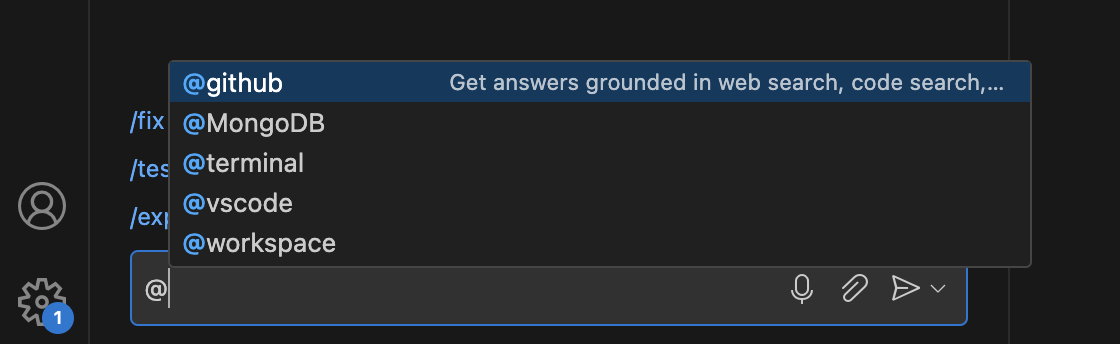 @github Get answers grounded in web search, code search,...
/fix
@MongoDB
@terminal
/tes
@vscode
/exp
@workspace
@
1